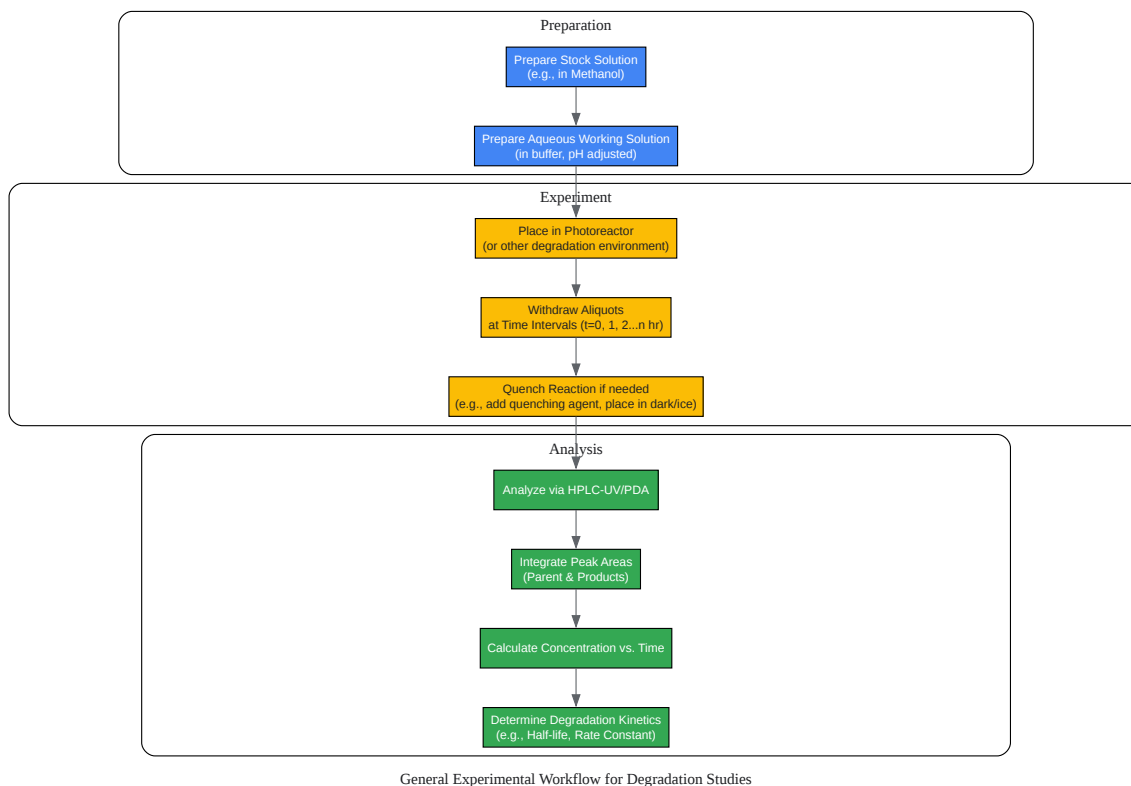 Preparation
Prepare Stock Solution
(e.g., in Methanol)
Prepare Aqueous Working Solution
(in buffer, pH adjusted)
Experiment
Place in Photoreactor
(or other degradation environment)
Withdraw Aliquots
at Time Intervals (t=0, 1, 2...n hr)
Quench Reaction if needed
(e.g., add quenching agent, place in dark/ice)
Analysis
Analyze via HPLC-UV/PDA
Integrate Peak Areas
(Parent & Products)
Calculate Concentration vs. Time
Determine Degradation Kinetics
(e.g., Half-life, Rate Constant)
General Experimental Workflow for Degradation Studies